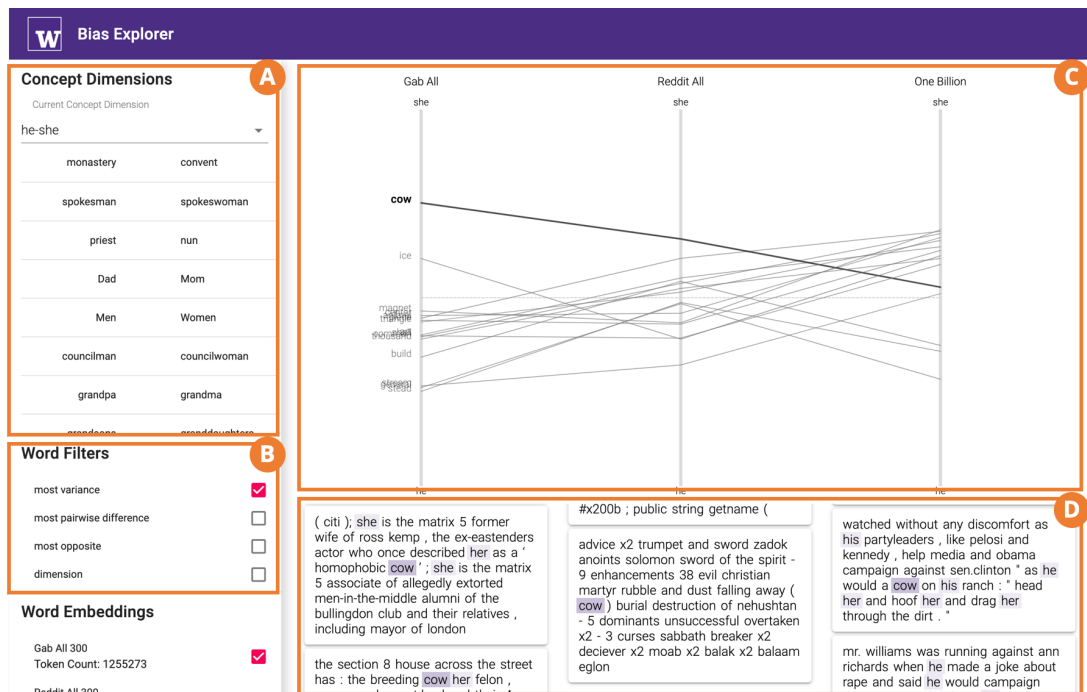 W Bias Explorer
A
Concept Dimensions
Current Concept Dimension
he-she
monastery convent
spokesman spokeswoman
priest nun
Dad Mom
Men Women
councilman councilwoman
grandpa grandma
grandsons granddaughters
B
Word Filters
most variance
most pairwise difference
most opposite
dimension
Word Embeddings
Gab All 300
Token Count: 1255273
Reddit All 300
C
Gab All Reddit All One Billion
she she she
cow
ice
magnet
triangle
thousand
build
stream
general
stead
he he he
D
( citi ); she is the matrix 5 former
wife of ross kemp , the ex-eastenders
actor who once described her as a ‘
homophobic cow ’ ; she is the matrix
5 associate of allegedly extorted
men-in-the-middle alumni of the
bullingdon club and their relatives ,
including mayor of london
the section 8 house across the street
has : the breeding cow her felon ,
#x200b ; public string getname (
advice x2 trumpet and sword zadok
anoints solomon sword of the spirit -
9 enhancements 38 evil christian
martyr rubble and dust falling away (
cow ) burial destruction of nehushtan
- 5 dominants unsuccessful overtaken
x2 - 3 curses sabbath breaker x2
deciever x2 moab x2 balak x2 balaam
eglon
watched without any discomfort as
his partyleaders , like pelosi and
kennedy , help media and obama
campaign against sen.clinton " as he
would a cow on his ranch : " head
her and hoof her and drag her
through the dirt . "
mr. williams was running against ann
richards when he made a joke about
rape and said he would campaign